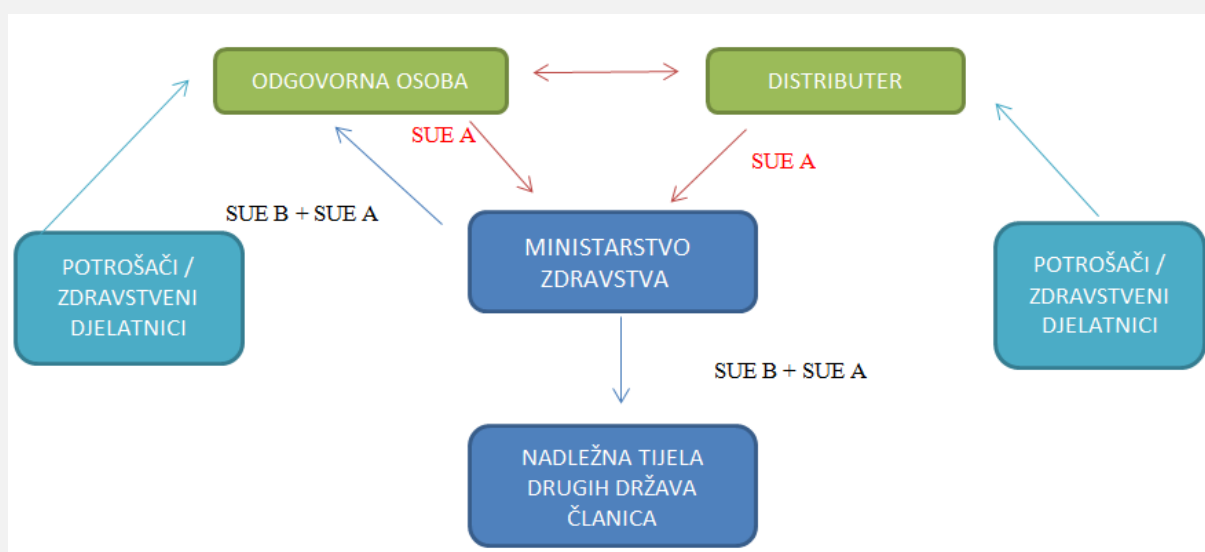 ODGOVORNA OSOBA
DISTRIBUTER
SUE A
SUE A
SUE B + SUE A
POTROŠAČI /
ZDRAVSTVENI
DJELATNICI
MINISTARSTVO
ZDRAVSTVA
POTROŠAČI /
ZDRAVSTVENI
DJELATNICI
SUE B + SUE A
NADLEŽNA TIJELA
DRUGIH DRŽAVA
ČLANICA